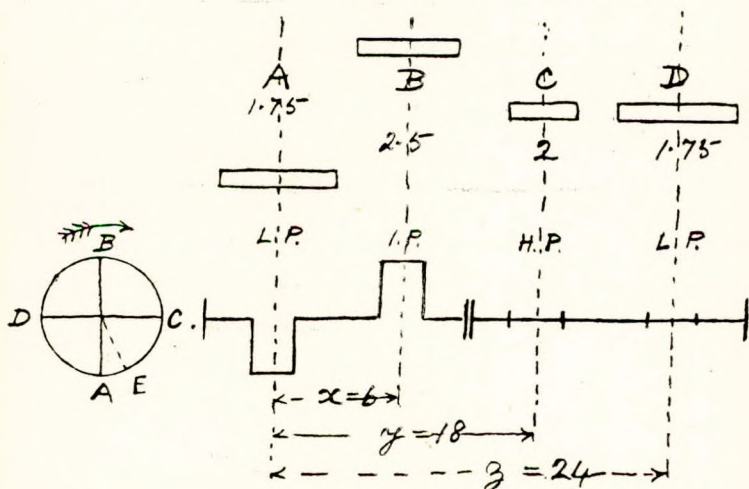 A B C D
1.75 2.5 2 1.75
L.P. I.P. H.P. L.P.
B
D C.
A E
x=6
y=18
z=24